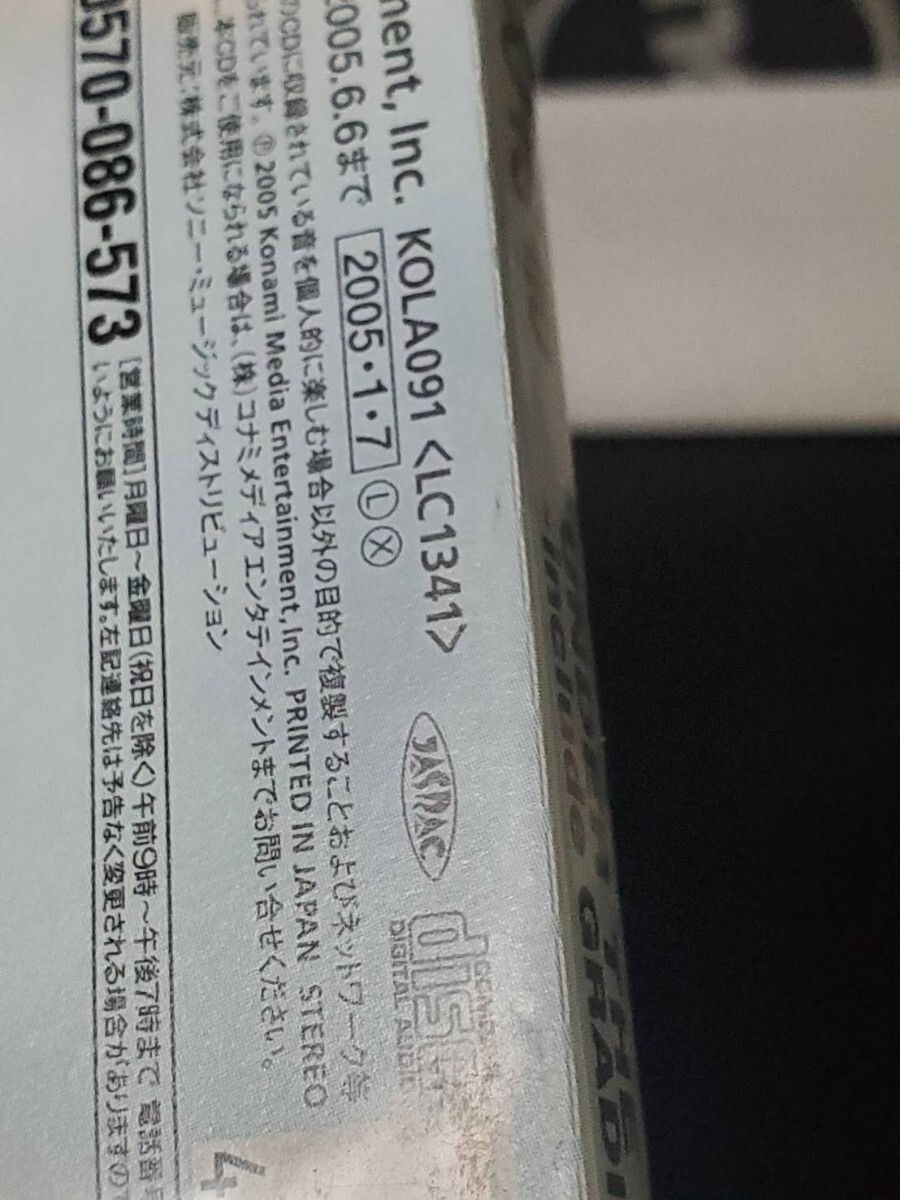 ment, Inc. KOLA091 <LC1341>
2005.6.6まで 2005・1・7 Ⓛ Ⓧ
のCDに収録されている音を個人的に楽しむ場合以外の目的で複製することおよびネットワーク等
られています。 Ⓟ 2005 Konami Media Entertainment, Inc. PRINTED IN JAPAN STEREO
本CDをご使用になられる場合は、(株)コナミメディアエンタテインメントまでお問い合せください。
販売元:株式会社ソニー・ミュージックディストリビューション
JASRAC
COMPACT
disc
DIGITAL AUDIO
0570-086-573
[営業時間]月曜日〜金曜日(祝日を除く)午前9時〜午後7時まで 電話番号
いようにお願いいたします。左記連絡先は予告なく変更される場合がありますので
4